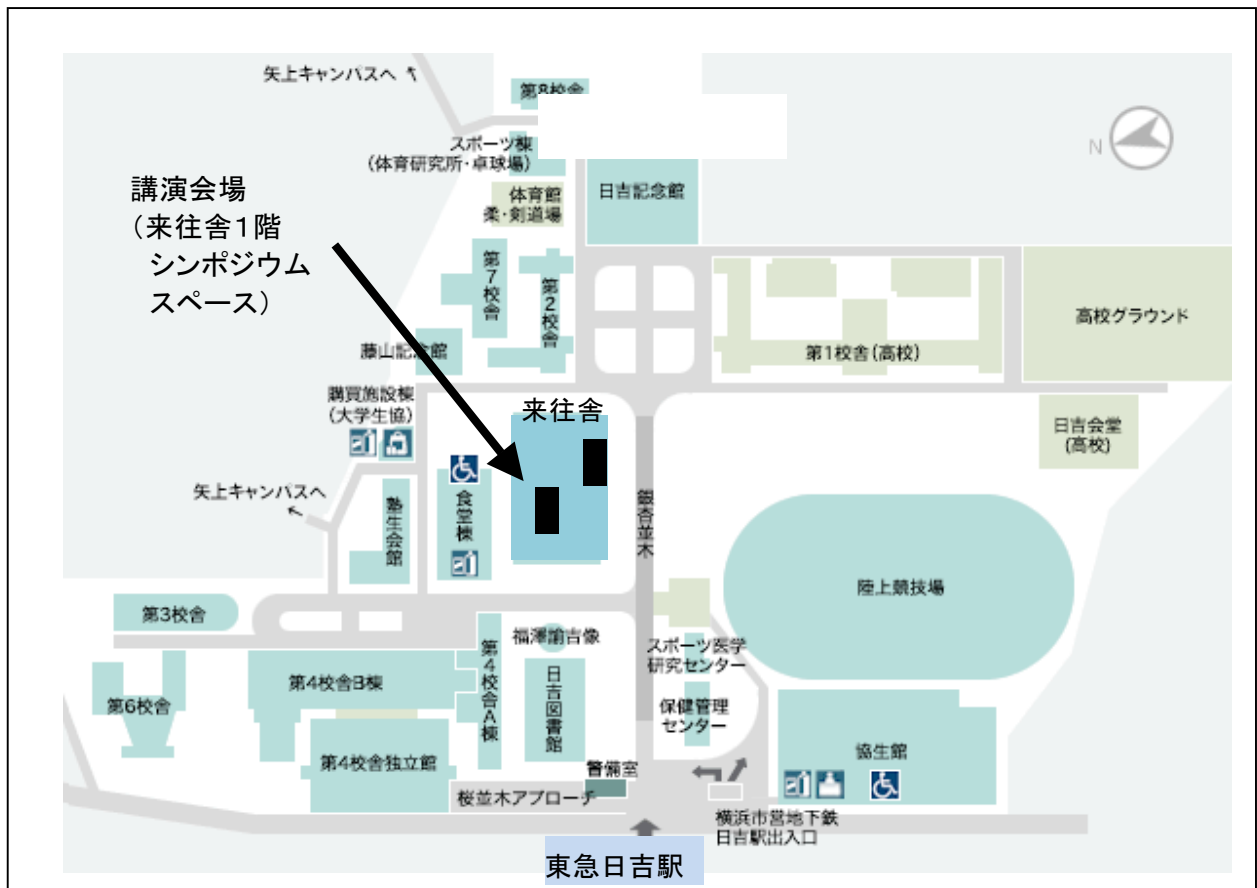 矢上キャンパスへ
第8校舎
N
スポーツ棟
(体育研究所・卓球場)
講演会場
(来往舎1階
シンポジウム
スペース)
体育館
柔・剣道場
日吉記念館
第7校舎
第2校舎
高校グラウンド
藤山記念館
第1校舎(高校)
購買施設棟
(大学生協)
来往舎
日吉会堂
(高校)
矢上キャンパスへ
塾生会館
食堂棟
銀杏並木
陸上競技場
第3校舎
福澤諭吉像
スポーツ医学
研究センター
第6校舎
第4校舎B棟
第4校舎A棟
日吉図書館
保健管理
センター
協生館
第4校舎独立館
警備室
桜並木アプローチ
横浜市営地下鉄
日吉駅出入口
東急日吉駅